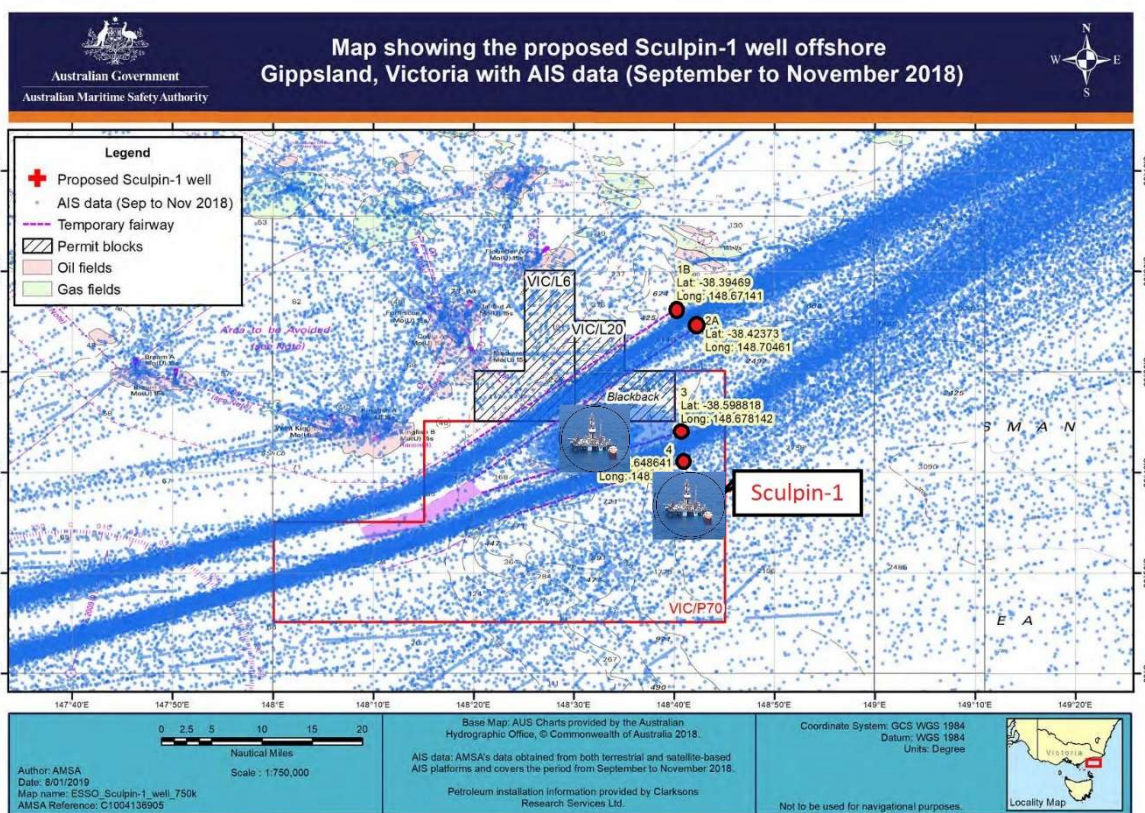 Australian Government
Australian Maritime Safety Authority
Map showing the proposed Sculpin-1 well offshore
Gippsland, Victoria with AIS data (September to November 2018)
N
W
E
S
Legend
Proposed Sculpin-1 well
AIS data (Sep to Nov 2018)
Temporary fairway
Permit blocks
Oil fields
Gas fields
VIC/L6
VIC/L20
1B
Lat: -38.39469
Long: 148.67141
2A
Lat: -38.42373
Long: 148.70461
Area to be Avoided
(see Note)
Blackback
3
Lat: -38.598818
Long: 148.678142
4
.648641
Long: 148.
SMAN
Sculpin-1
VIC/P70
EA
147°40'E
147°50'E
148°00'E
148°10'E
148°20'E
148°30'E
148°40'E
148°50'E
149°00'E
149°10'E
149°20'E
0 2.5 5 10 15 20
Nautical Miles
Scale : 1:750,000
Author: AMSA
Date: 8/01/2019
Map name: ESSO_Sculpin-1_well_750k
AMSA Reference: C1004136905
Base Map: AUS Charts provided by the Australian
Hydrographic Office, © Commonwealth of Australia 2018.
AIS data: AMSA's data obtained from both terrestrial and satellite-based
AIS platforms and covers the period from September to November 2018.
Petroleum installation information provided by Clarksons
Research Services Ltd.
Coordinate System: GCS WGS 1984
Datum: WGS 1984
Units: Degree
Not to be used for navigational purposes.
Victoria
Locality Map